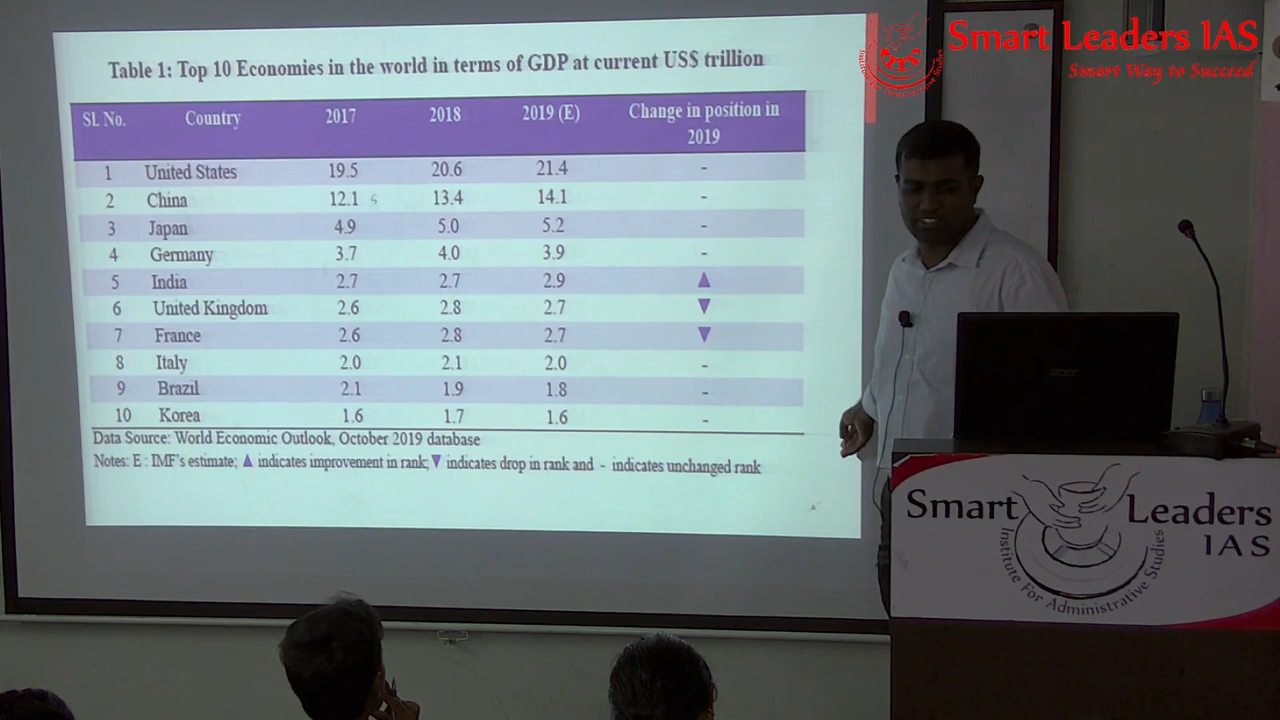 Smart Leaders IAS
Smart Way to Succeed
Table 1: Top 10 Economies in the world in terms of GDP at current US$ trillion
Sl. No. Country 2017 2018 2019 (E) Change in position in 2019
1 United States 19.5 20.6 21.4 -
2 China 12.1 13.4 14.1 -
3 Japan 4.9 5.0 5.2 -
4 Germany 3.7 4.0 3.9 -
5 India 2.7 2.7 2.9 ▲
6 United Kingdom 2.6 2.8 2.7 ▼
7 France 2.6 2.8 2.7 ▼
8 Italy 2.0 2.1 2.0 -
9 Brazil 2.1 1.9 1.8 -
10 Korea 1.6 1.7 1.6 -
Data Source: World Economic Outlook, October 2019 database
Notes: E : IMF's estimate; ▲ indicates improvement in rank; ▼ indicates drop in rank and - indicates unchanged rank
acer
Smart Leaders
IAS
Institute For Administrative Studies